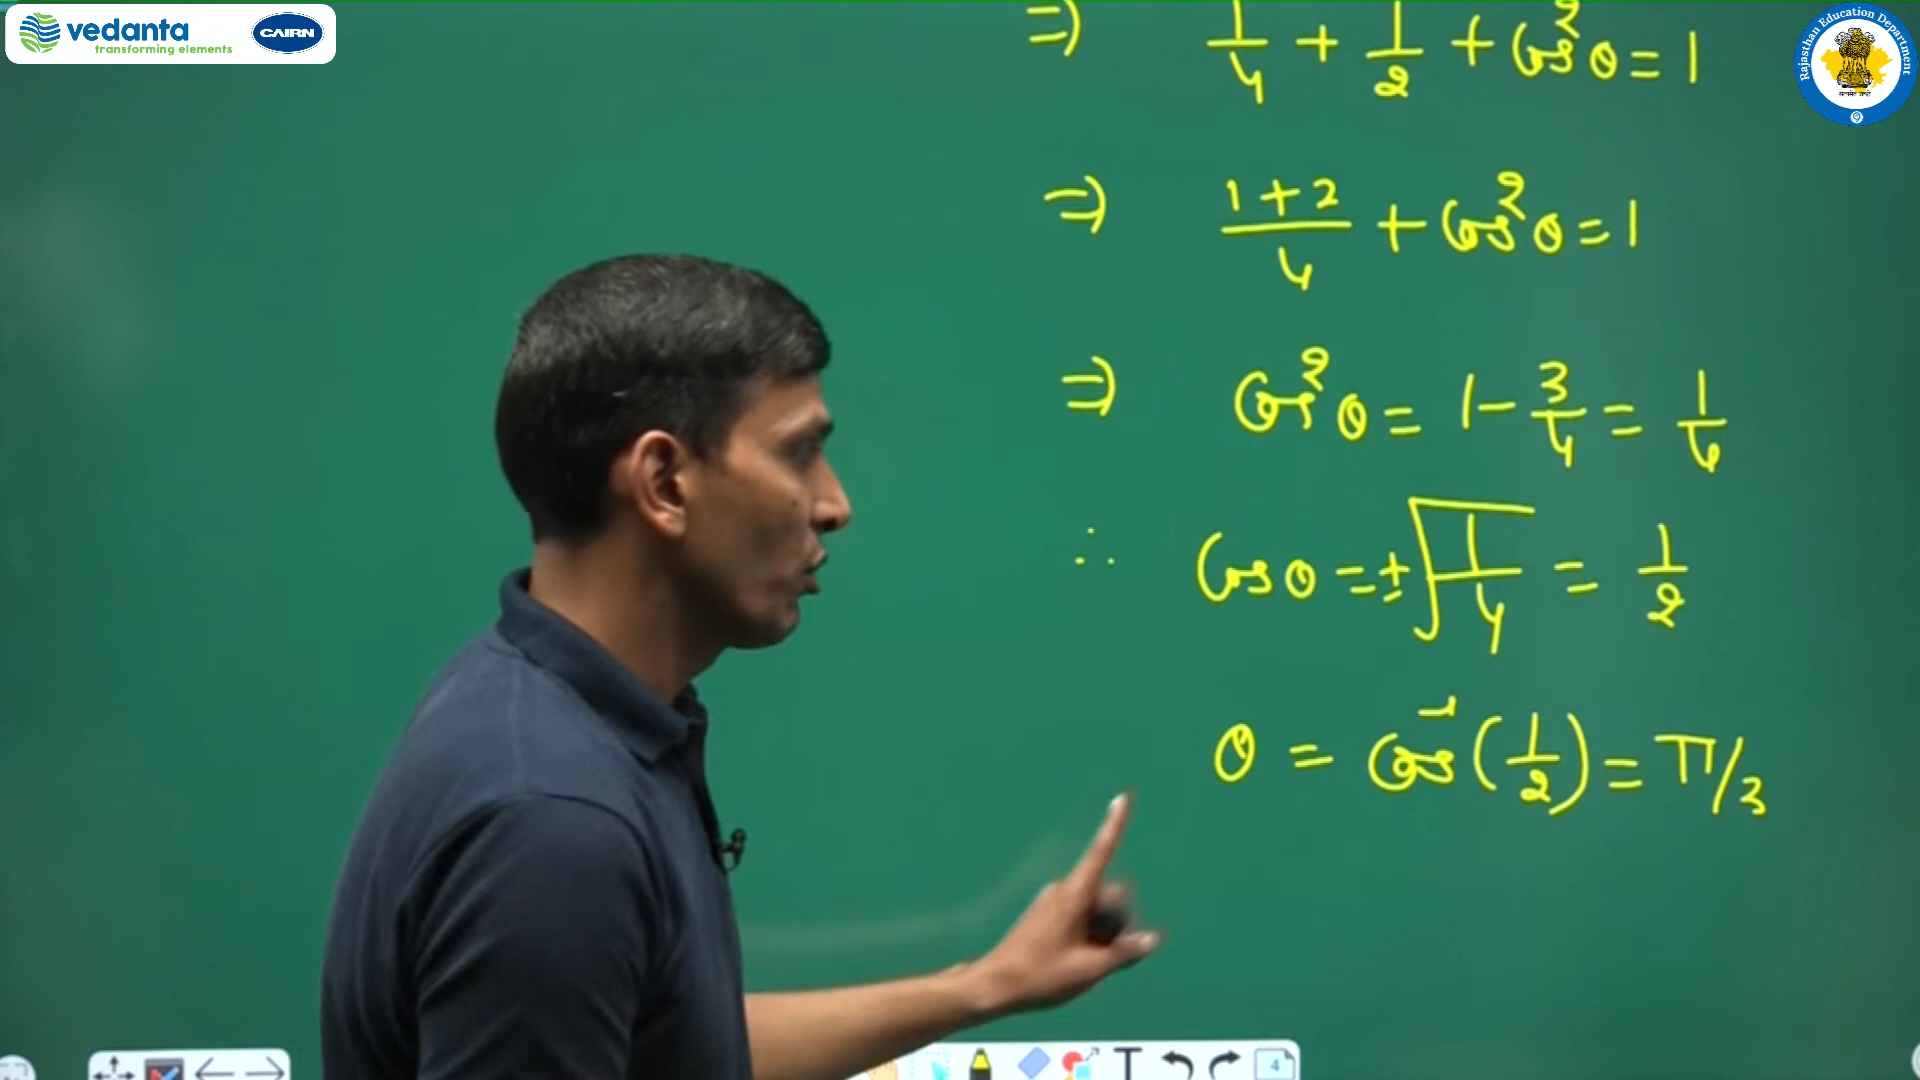 vedanta
transforming elements
CAIRN
Rajasthan Education Department
⇒ 1/4 + 1/2 + cos²θ = 1
⇒ (1+2)/4 + cos²θ = 1
⇒ cos²θ = 1 - 3/4 = 1/4
∴ cosθ = ±√(1/4) = 1/2
θ = cos⁻¹(1/2) = π/3
T
4